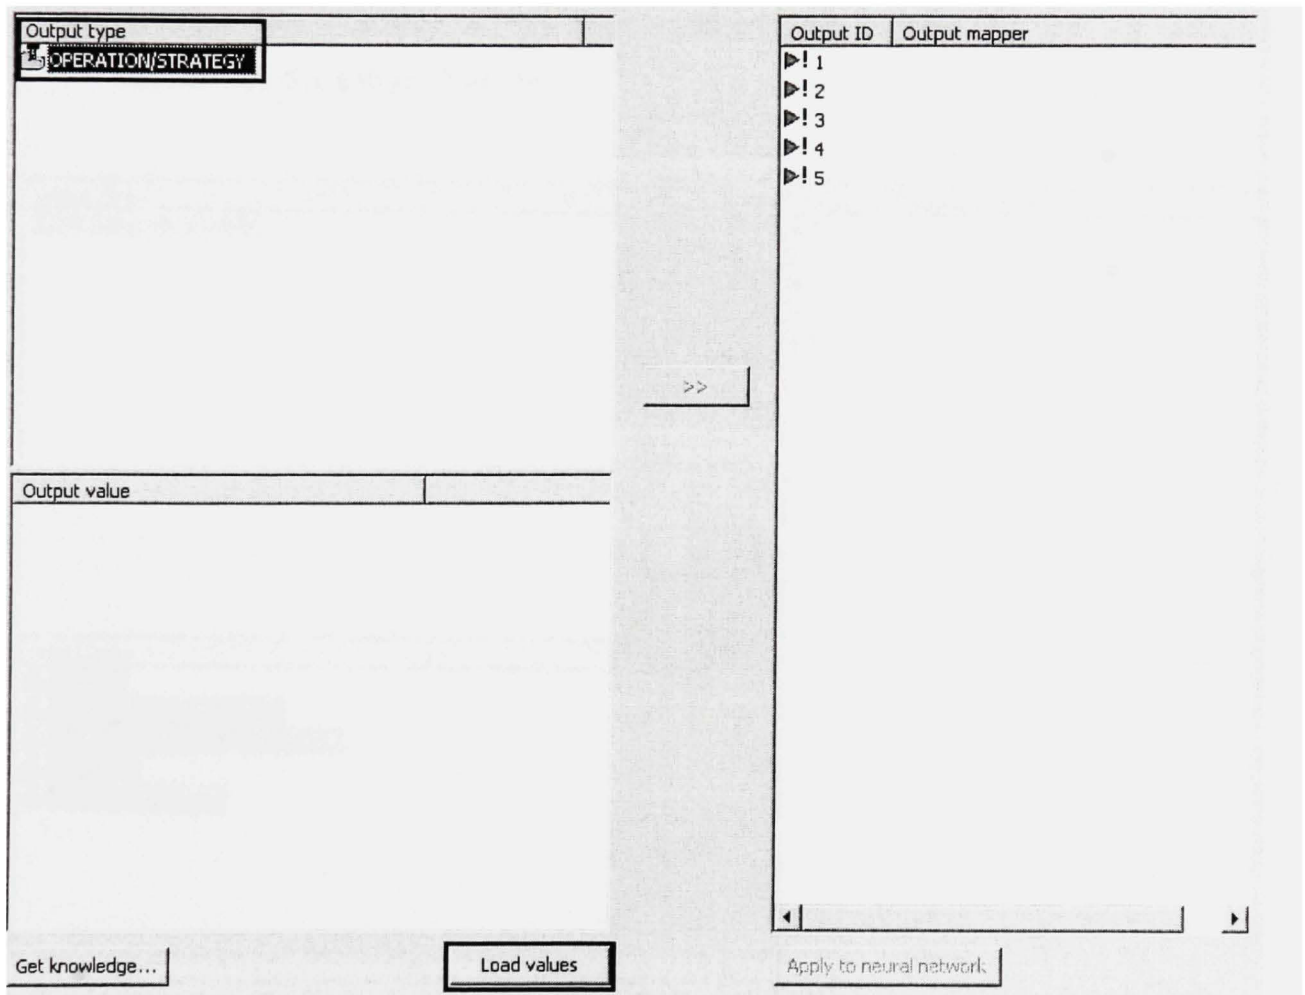 Output type
OPERATION/STRATEGY
Output ID Output mapper
! 1
! 2
! 3
! 4
! 5
>>
Output value
Get knowledge...
Load values
Apply to neural network